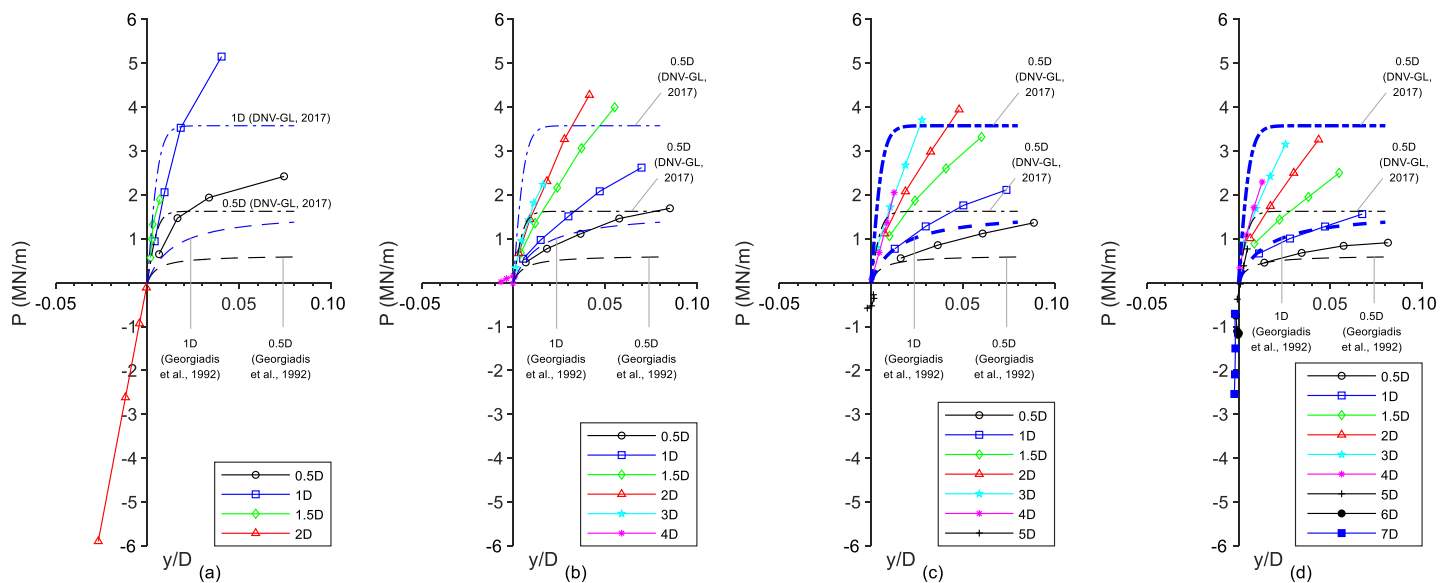 6
5
4
3
2
1
-1
-2
-3
-4
-5
-6
-0.05
0.05
0.10
P (MN/m)
y/D
1D (DNV-GL, 2017)
0.5D (DNV-GL, 2017)
1D
(Georgiadis
et al., 1992)
0.5D
(Georgiadis
et al., 1992)
0.5D
1D
1.5D
2D
(a)
6
5
4
3
2
1
-1
-2
-3
-4
-5
-6
-0.05
0.05
0.10
P (MN/m)
y/D
0.5D
(DNV-GL,
2017)
0.5D
(DNV-GL,
2017)
1D
(Georgiadis
et al., 1992)
0.5D
(Georgiadis
et al., 1992)
0.5D
1D
1.5D
2D
3D
4D
(b)
6
5
4
3
2
1
-1
-2
-3
-4
-5
-6
-0.05
0.05
0.10
P (MN/m)
y/D
0.5D
(DNV-GL,
2017)
0.5D
(DNV-GL,
2017)
1D
(Georgiadis
et al., 1992)
0.5D
(Georgiadis
et al., 1992)
0.5D
1D
1.5D
2D
3D
4D
5D
(c)
6
5
4
3
2
1
-1
-2
-3
-4
-5
-6
-0.05
0.05
0.10
P (MN/m)
y/D
0.5D
(DNV-GL,
2017)
0.5D
(DNV-GL,
2017)
1D
(Georgiadis
et al., 1992)
0.5D
(Georgiadis
et al., 1992)
0.5D
1D
1.5D
2D
3D
4D
5D
6D
7D
(d)